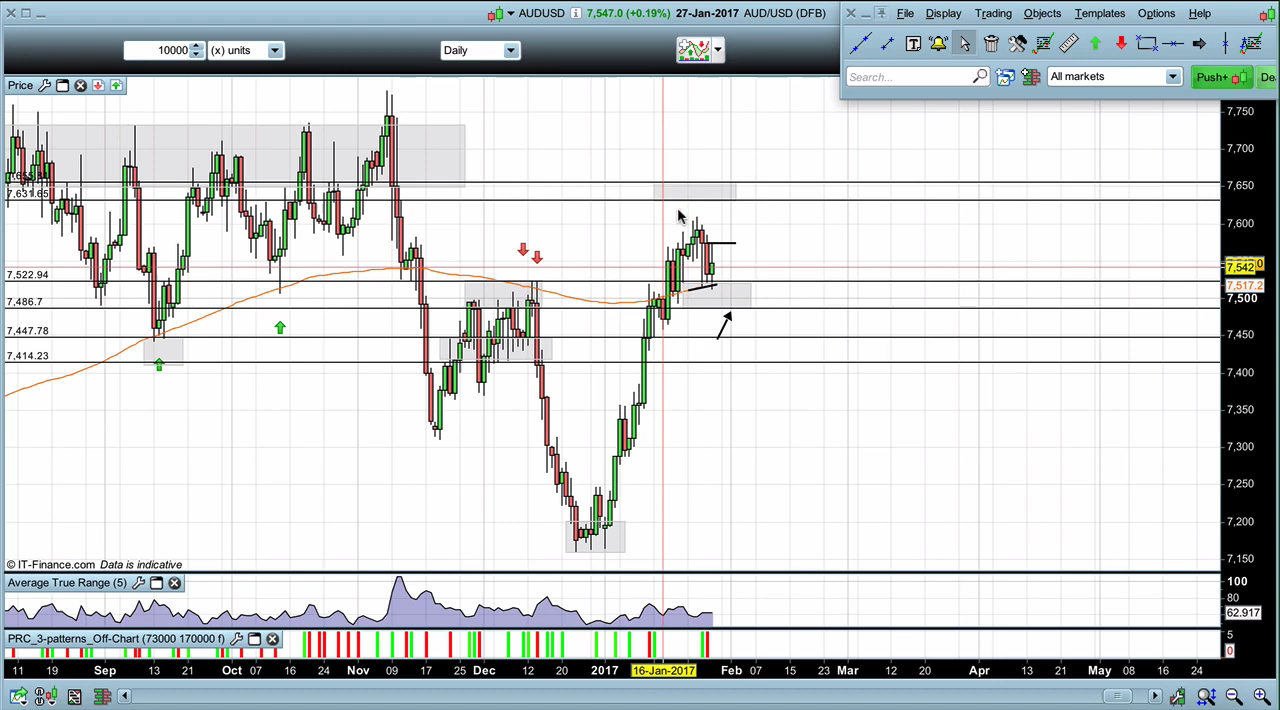 AUDUSD 7,547.0 (+0.19%) 27-Jan-2017 AUD/USD (DFB)
File Display Trading Objects Templates Options Help
10000 (x) units Daily
Search... All markets Push+ De
Price
7,750
7,700
7,650
7,631.65
7,600
7,542
7,522.94
7,517.2
7,486.7
7,500
7,447.78
7,450
7,414.23
7,400
7,350
7,300
7,250
7,200
7,150
© IT-Finance.com Data is indicative
Average True Range (5)
100
80
62.917
PRC_3-patterns_Off-Chart (73000 170000 f)
5
0
11 19 Sep 13 21 Oct 07 16 24 Nov 09 17 25 Dec 12 20 2017 16-Jan-2017 Feb 07 15 23 Mar 12 20 Apr 13 21 May 08 16 24